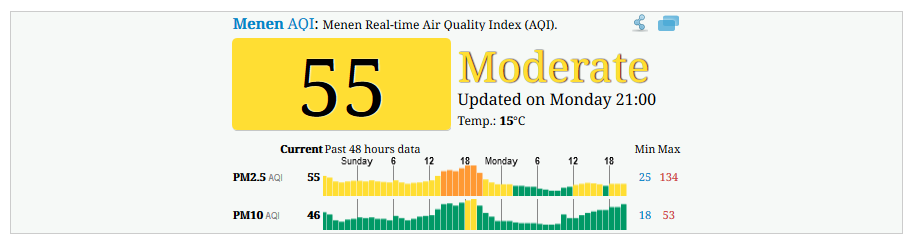 Menen AQI: Menen Real-time Air Quality Index (AQI).
55
Moderate
Updated on Monday 21:00
Temp.: 15°C
Current Past 48 hours data Min Max
Sunday 6 12 18 Monday 6 12 18
PM2.5 AQI 55 25 134
PM10 AQI 46 18 53